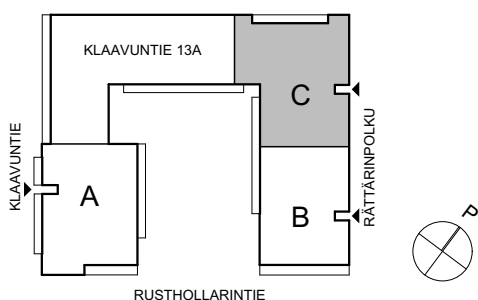 KLAAVUNTIE 13A
C
KLAAVUNTIE
A
B
RÄTTÄRINPOLKU
P
RUSTHOLLARINTIE